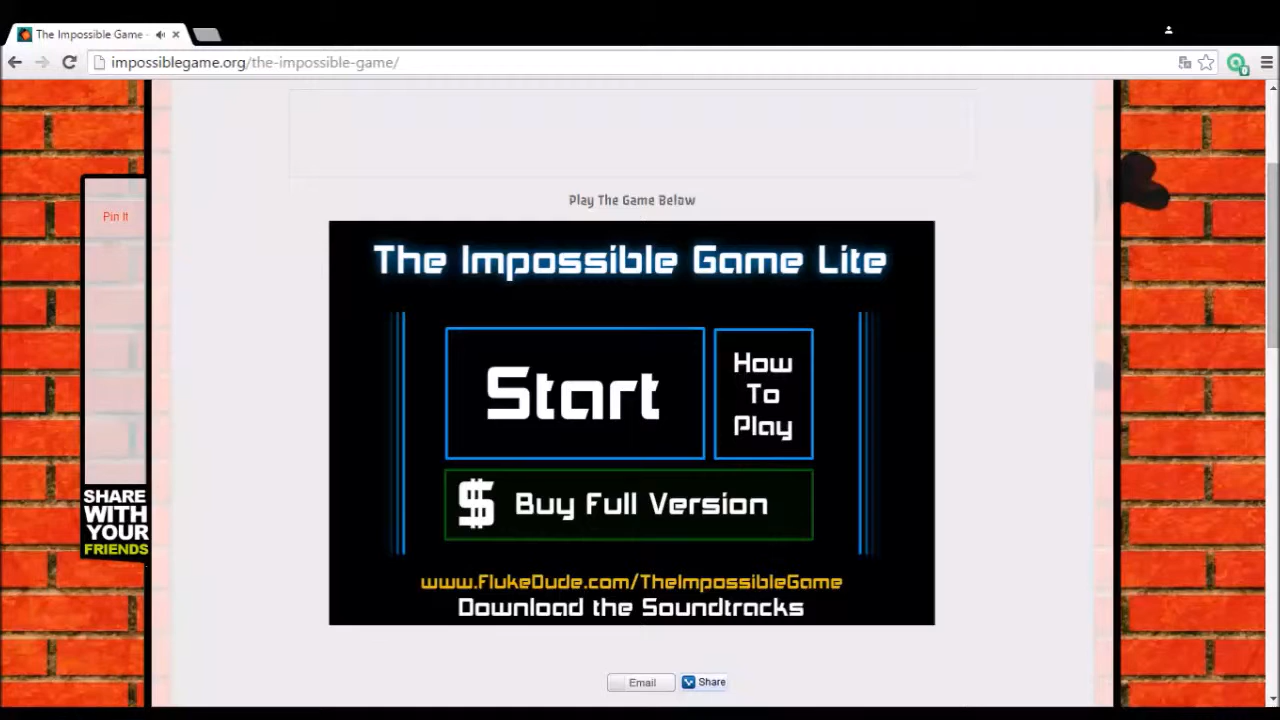 The Impossible Game -
impossiblegame.org/the-impossible-game/
Play The Game Below
Pin It
The Impossible Game Lite
Start
How
To
Play
$ Buy Full Version
SHARE
WITH
YOUR
FRIENDS
www.FlukeDude.com/TheImpossibleGame
Download the Soundtracks
Email
Share